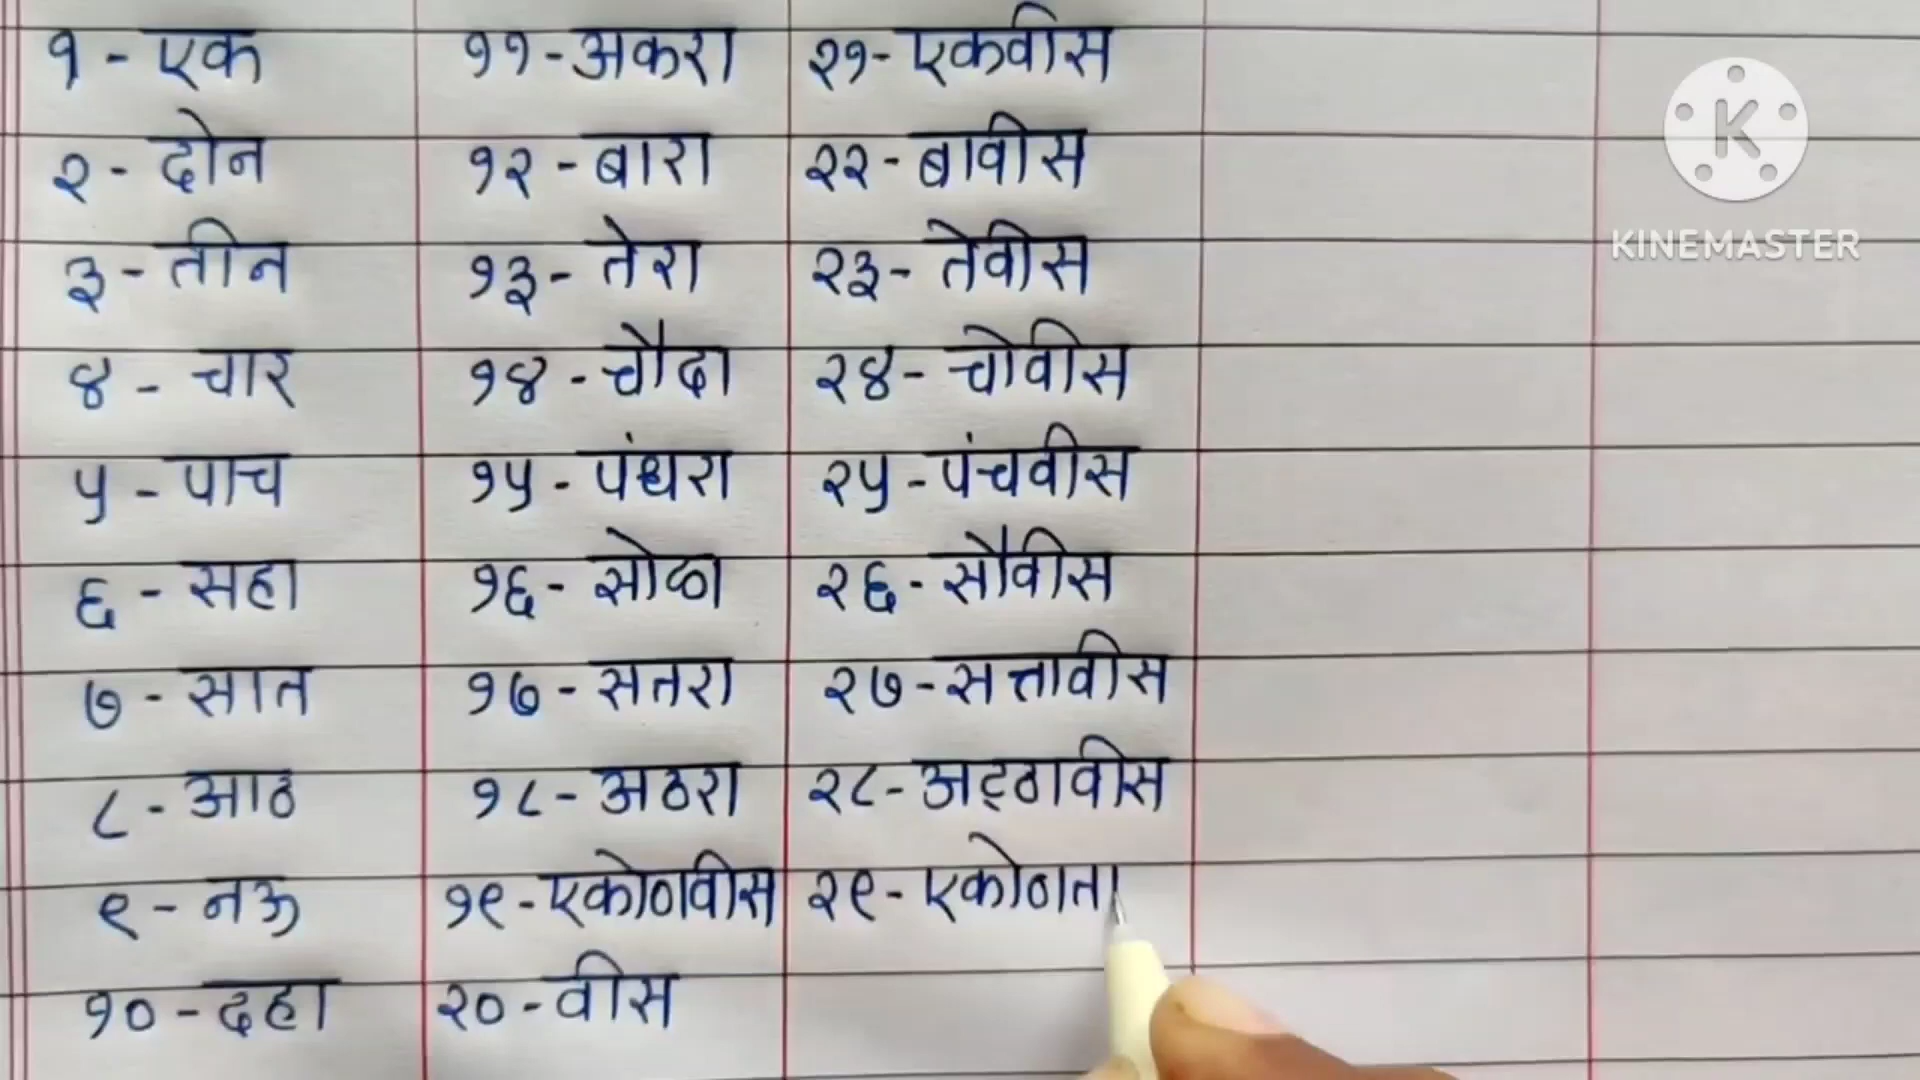 १ - एक
२ - दोन
३ - तीन
४ - चार
५ - पाच
६ - सहा
७ - सात
८ - आठ
९ - नऊ
१० - दहा
११ - अकरा
१२ - बारा
१३ - तेरा
१४ - चौदा
१५ - पंधरा
१६ - सोळा
१७ - सतरा
१८ - अठरा
१९ - एकोणवीस
२० - वीस
२१ - एकवीस
२२ - बावीस
२३ - तेवीस
२४ - चोवीस
२५ - पंचवीस
२६ - सौवीस
२७ - सत्तावीस
२८ - अट्ठावीस
२९ - एकोणता
K
KINEMASTER